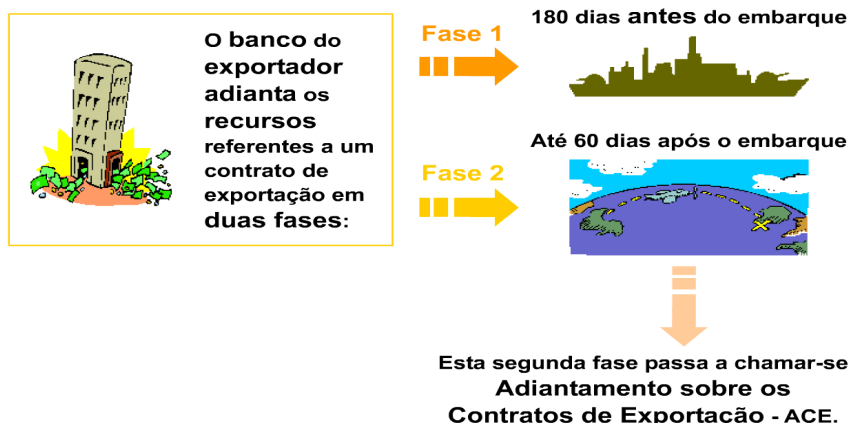 O banco do
exportador
adianta os
recursos
referentes a um
contrato de
exportação em
duas fases:
Fase 1
180 dias antes do embarque
Até 60 dias após o embarque
Fase 2
Esta segunda fase passa a chamar-se
Adiantamento sobre os
Contratos de Exportação - ACE.